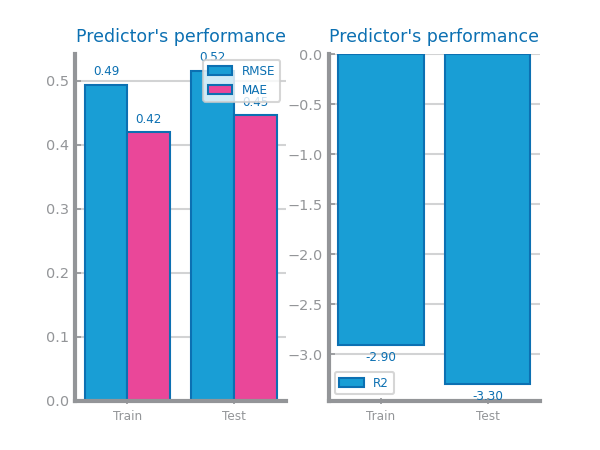 Predictor's performance
0.5
0.4
0.3
0.2
0.1
0.0
0.49
0.42
0.52
0.45
RMSE
MAE
Train
Test
Predictor's performance
0.0
−0.5
−1.0
−1.5
−2.0
−2.5
−3.0
-2.90
-3.30
R2
Train
Test